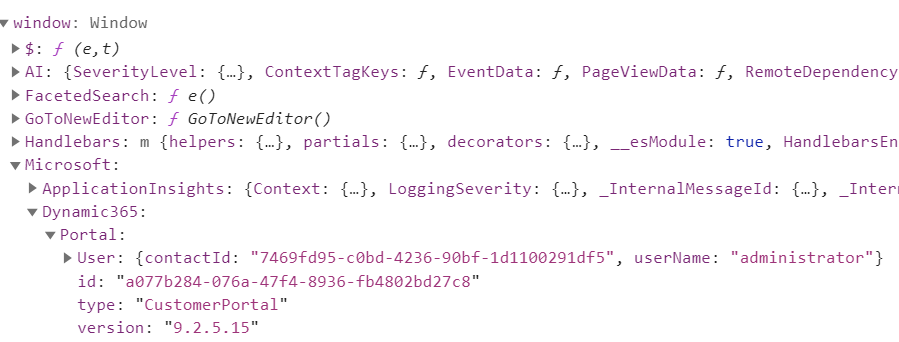 window: Window
$: ƒ (e,t)
AI: {SeverityLevel: {…}, ContextTagKeys: ƒ, EventData: ƒ, PageViewData: ƒ, RemoteDependency
FacetedSearch: ƒ e()
GoToNewEditor: ƒ GoToNewEditor()
Handlebars: m {helpers: {…}, partials: {…}, decorators: {…}, __esModule: true, HandlebarsEn
Microsoft:
ApplicationInsights: {Context: {…}, LoggingSeverity: {…}, _InternalMessageId: {…}, _Intern
Dynamic365:
Portal:
User: {contactId: "7469fd95-c0bd-4236-90bf-1d1100291df5", userName: "administrator"}
id: "a077b284-076a-47f4-8936-fb4802bd27c8"
type: "CustomerPortal"
version: "9.2.5.15"